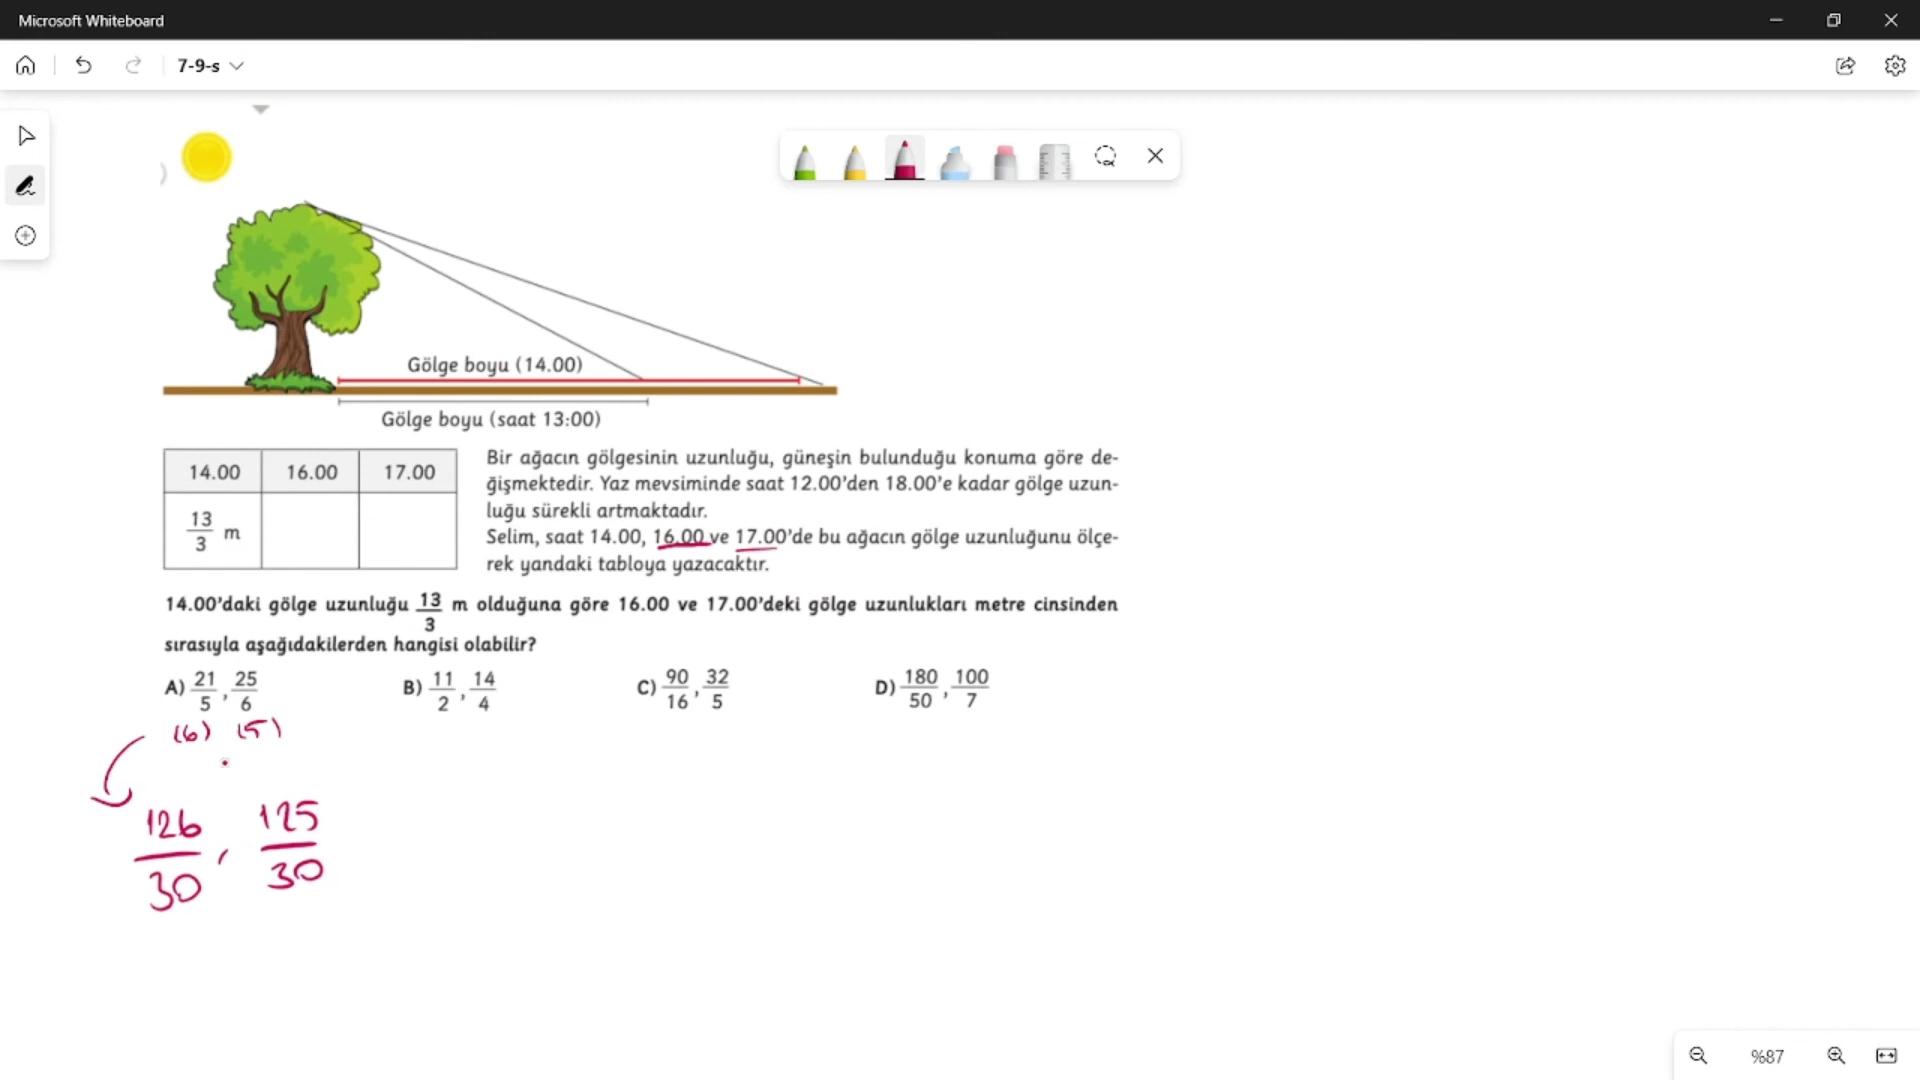 Microsoft Whiteboard
7-9-s
Gölge boyu (14.00)
Gölge boyu (saat 13:00)
14.00 16.00 17.00
13/3 m
Bir ağacın gölgesinin uzunluğu, güneşin bulunduğu konuma göre de-
ğişmektedir. Yaz mevsiminde saat 12.00’den 18.00’e kadar gölge uzun-
luğu sürekli artmaktadır.
Selim, saat 14.00, 16.00 ve 17.00’de bu ağacın gölge uzunluğunu ölçe-
rek yandaki tabloya yazacaktır.
14.00’daki gölge uzunluğu 13/3 m olduğuna göre 16.00 ve 17.00’deki gölge uzunlukları metre cinsinden
sırasıyla aşağıdakilerden hangisi olabilir?
A) 21/5 , 25/6 B) 11/2 , 14/4 C) 90/16 , 32/5 D) 180/50 , 100/7
(6) (5)
126/30 , 125/30
%87